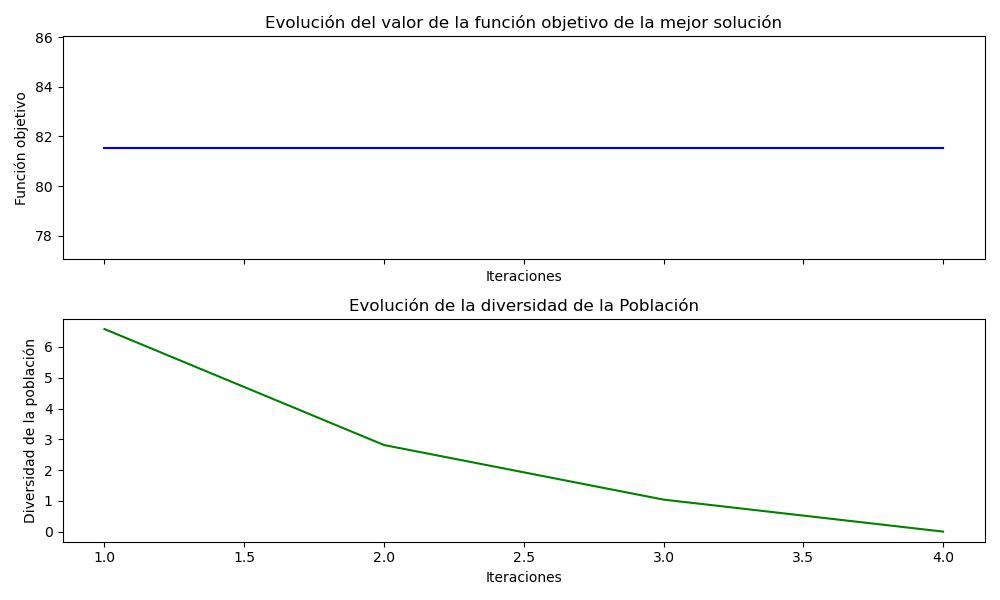 Evolución del valor de la función objetivo de la mejor solución
86
84
82
80
78
Función objetivo
Iteraciones
Evolución de la diversidad de la Población
6
5
4
3
2
1
0
Diversidad de la población
1.0 1.5 2.0 2.5 3.0 3.5 4.0
Iteraciones